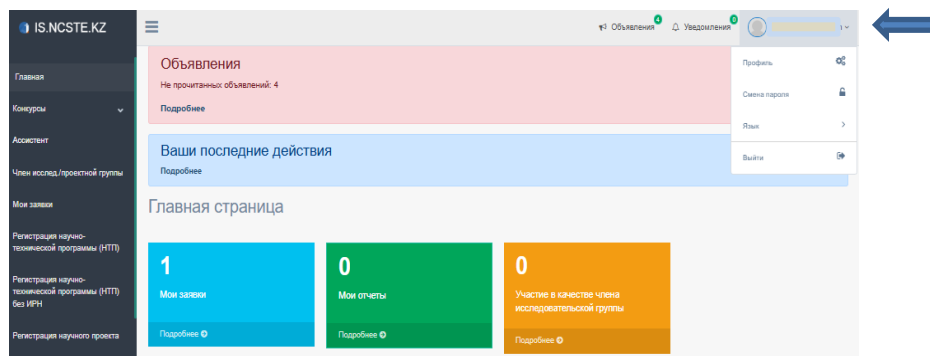 IS.NCSTE.KZ
Объявления 4
Уведомления 0
Главная
Конкурсы
Ассистент
Член исслед./проектной группы
Мои заявки
Регистрация научно-
технической программы (НТП)
Регистрация научно-
технической программы (НТП)
без ИРН
Регистрация научного проекта
Объявления
Не прочитанных объявлений: 4
Подробнее
Ваши последние действия
Подробнее
Профиль
Смена пароля
Язык
Выйти
Главная страница
1
Мои заявки
Подробнее
0
Мои отчеты
Подробнее
0
Участие в качестве члена
исследовательской группы
Подробнее